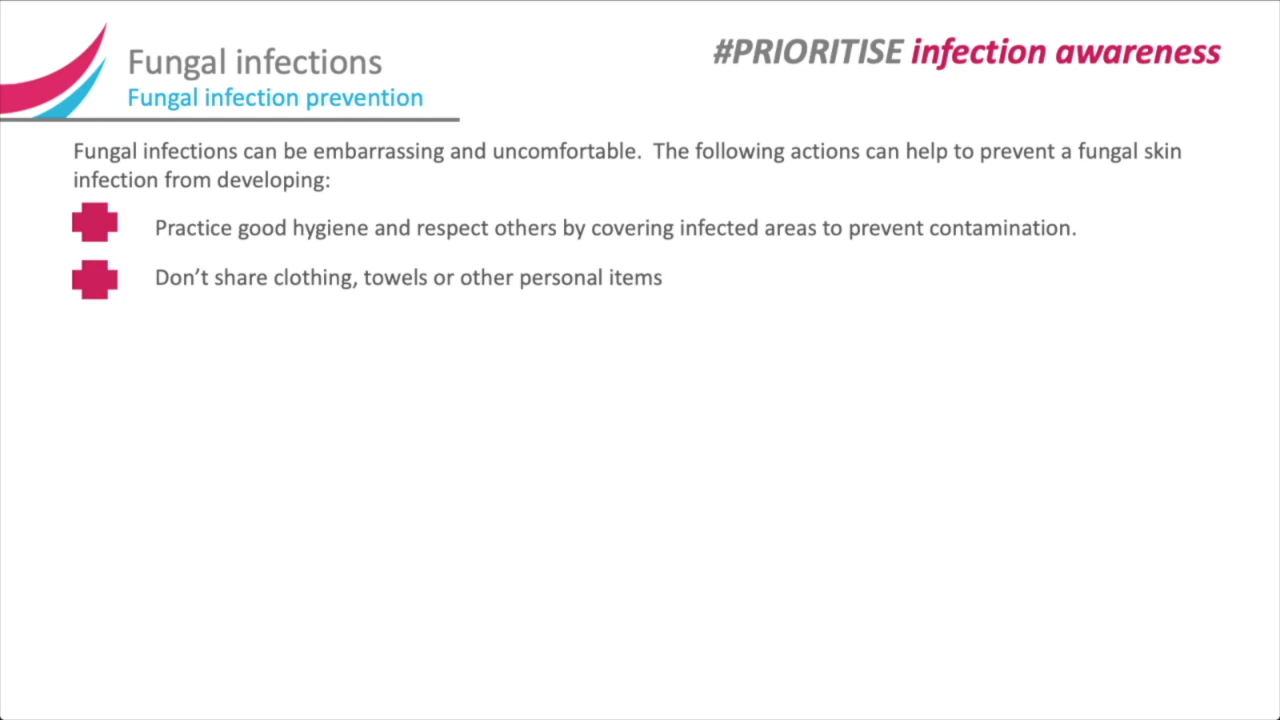 Fungal infections
#PRIORITISE infection awareness
Fungal infection prevention
Fungal infections can be embarrassing and uncomfortable.  The following actions can help to prevent a fungal skin
infection from developing:
Practice good hygiene and respect others by covering infected areas to prevent contamination.
Don’t share clothing, towels or other personal items